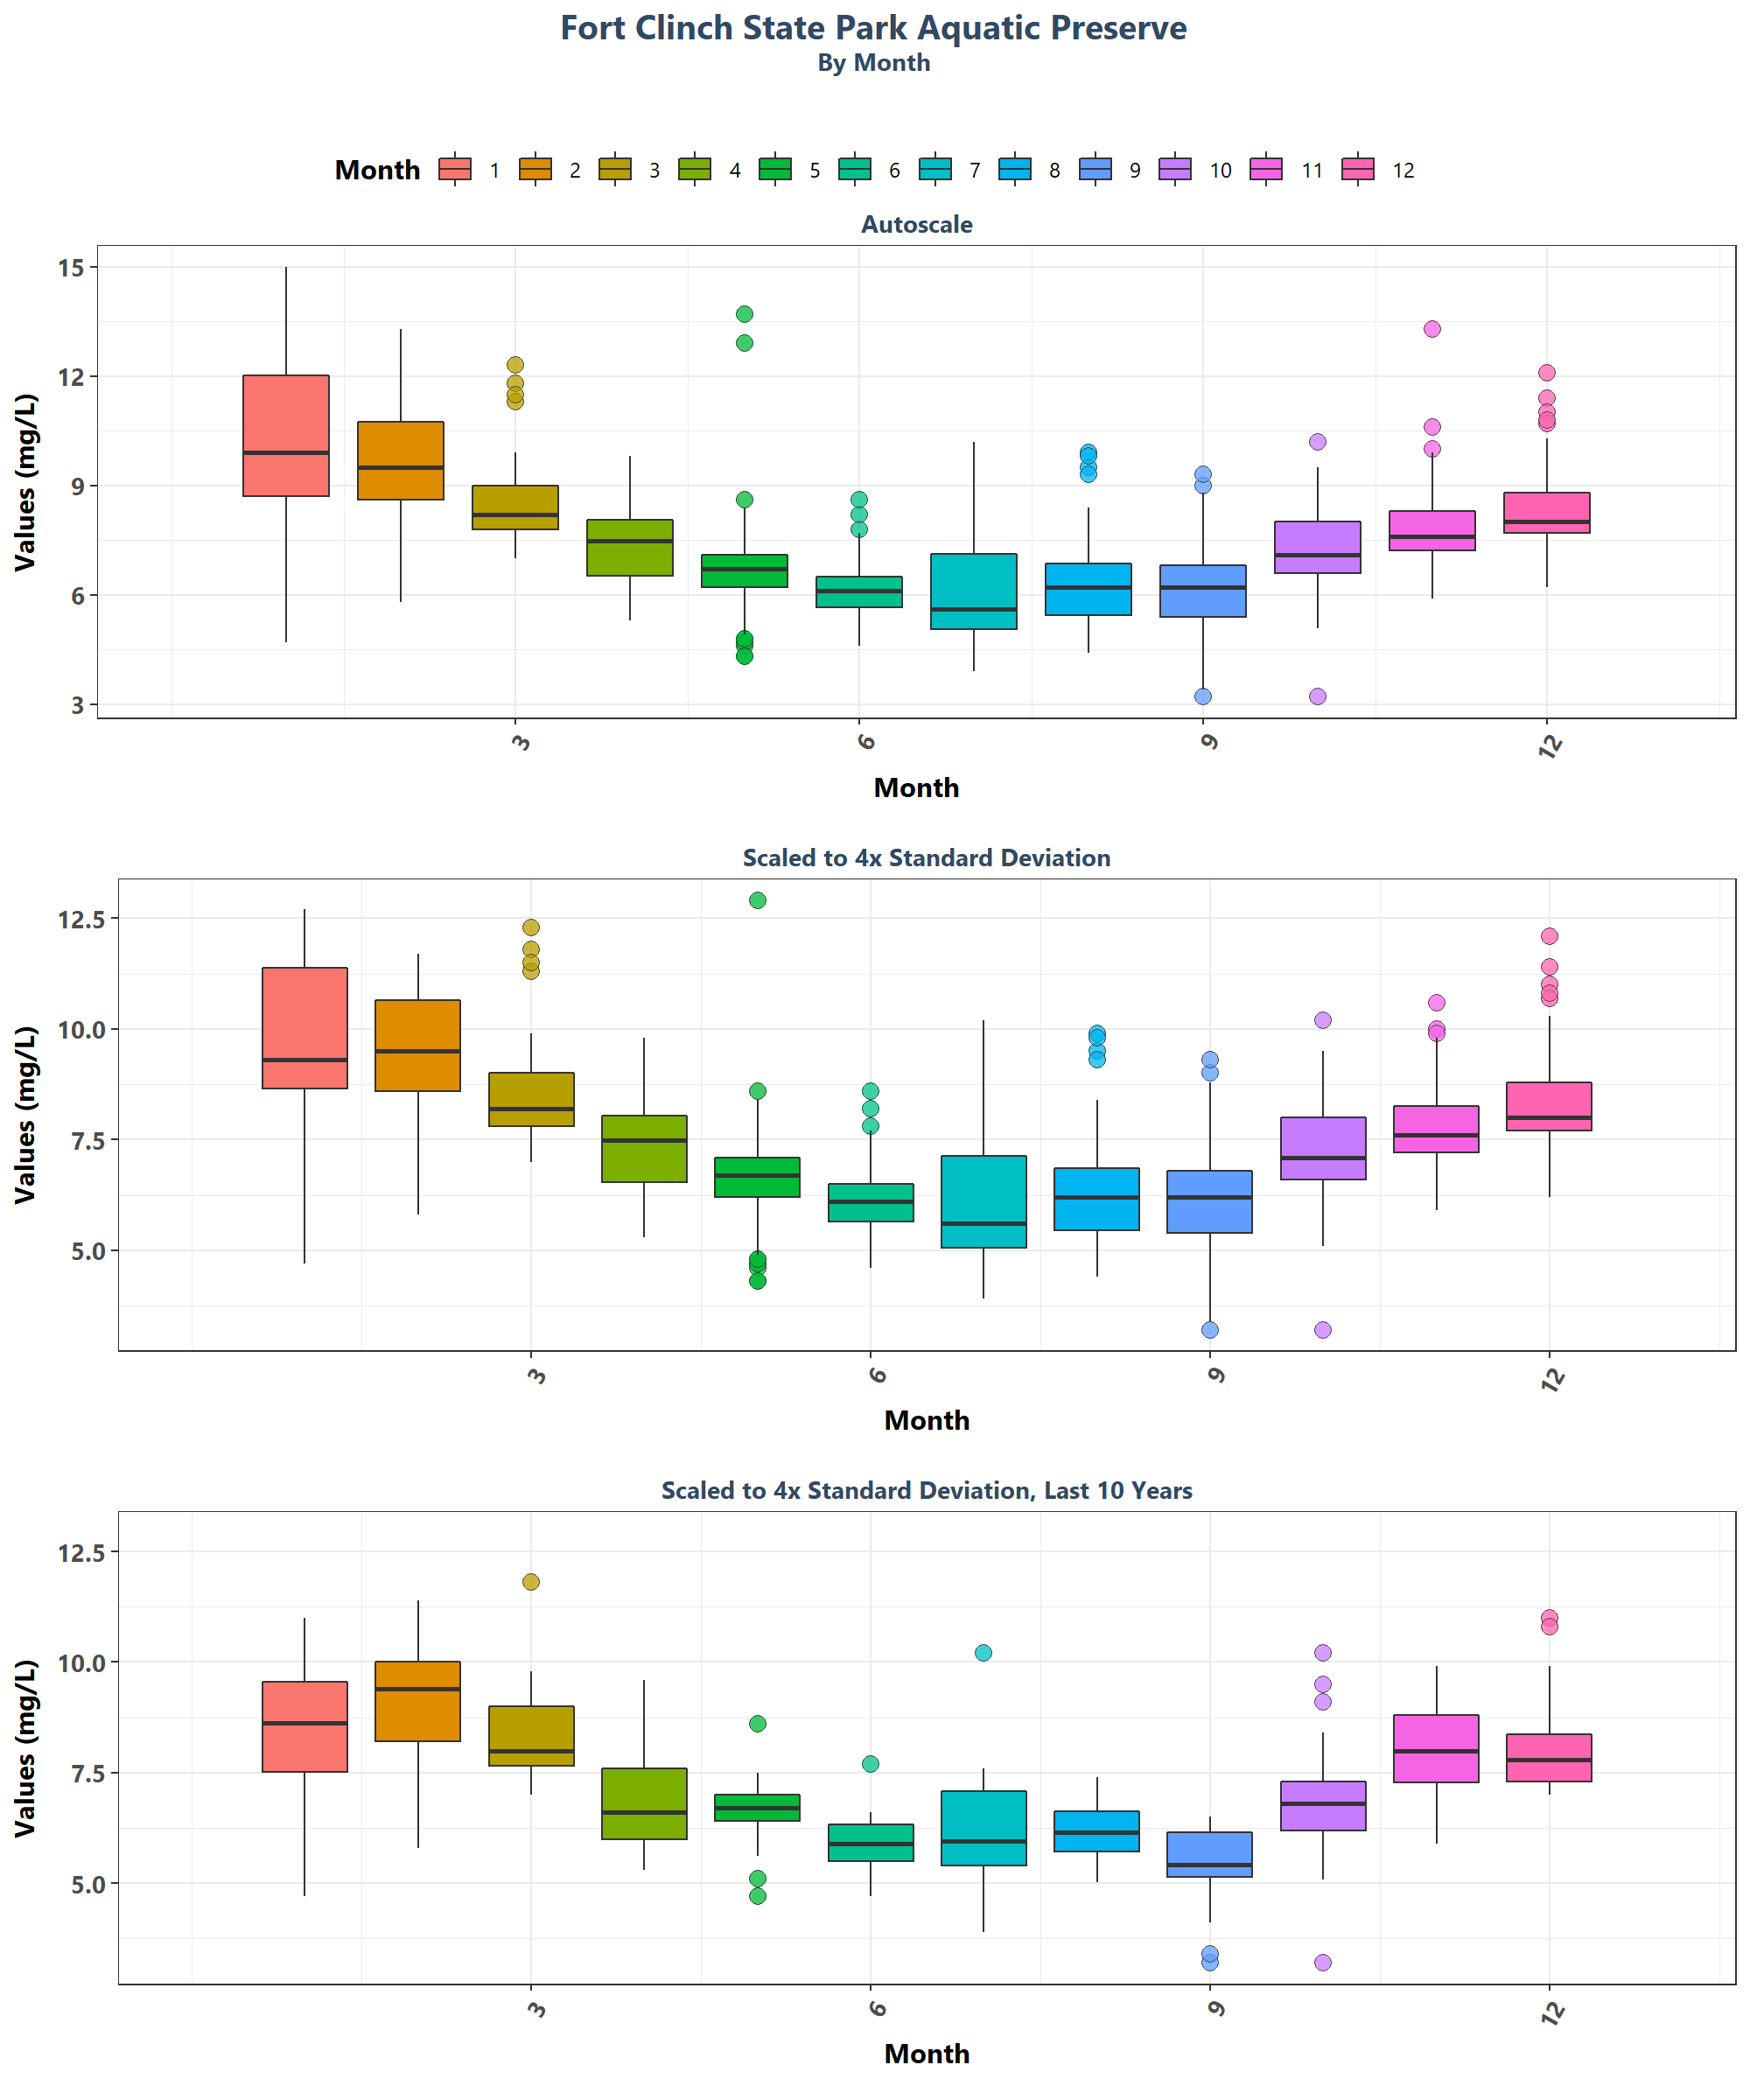 Fort Clinch State Park Aquatic Preserve
By Month
Month 1 2 3 4 5 6 7 8 9 10 11 12
Autoscale
Values (mg/L)
15
12
9
6
3
3 6 9 12
Month
Scaled to 4x Standard Deviation
Values (mg/L)
12.5
10.0
7.5
5.0
3 6 9 12
Month
Scaled to 4x Standard Deviation, Last 10 Years
Values (mg/L)
12.5
10.0
7.5
5.0
3 6 9 12
Month